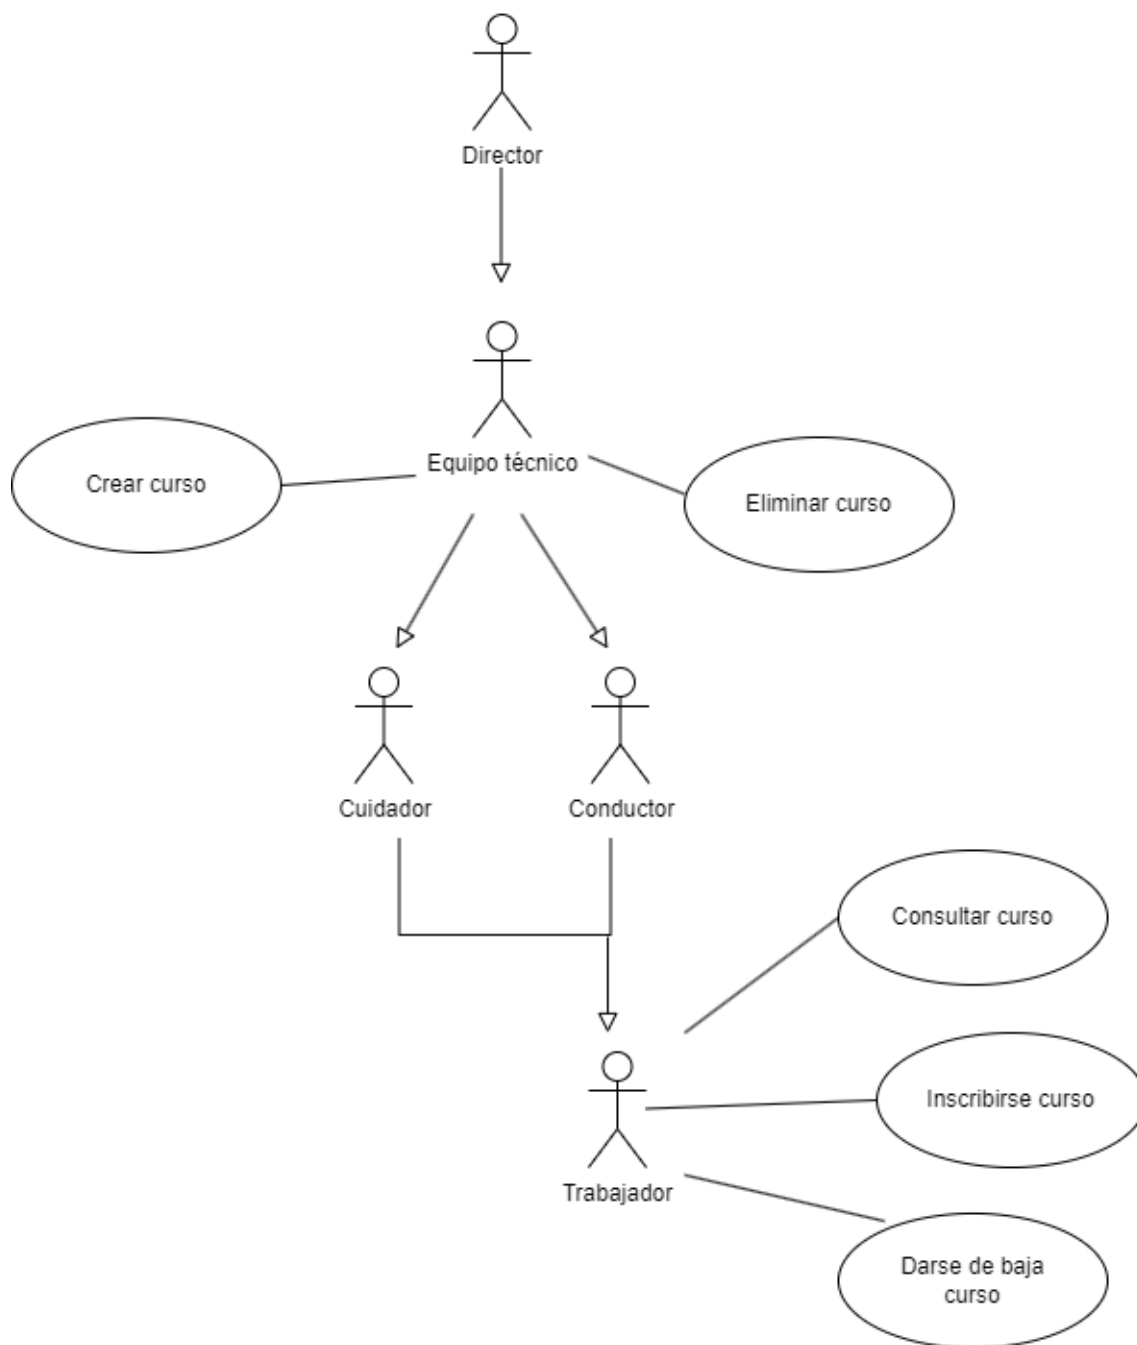 Director
Equipo técnico
Crear curso
Eliminar curso
Cuidador
Conductor
Consultar curso
Inscribirse curso
Trabajador
Darse de baja
curso